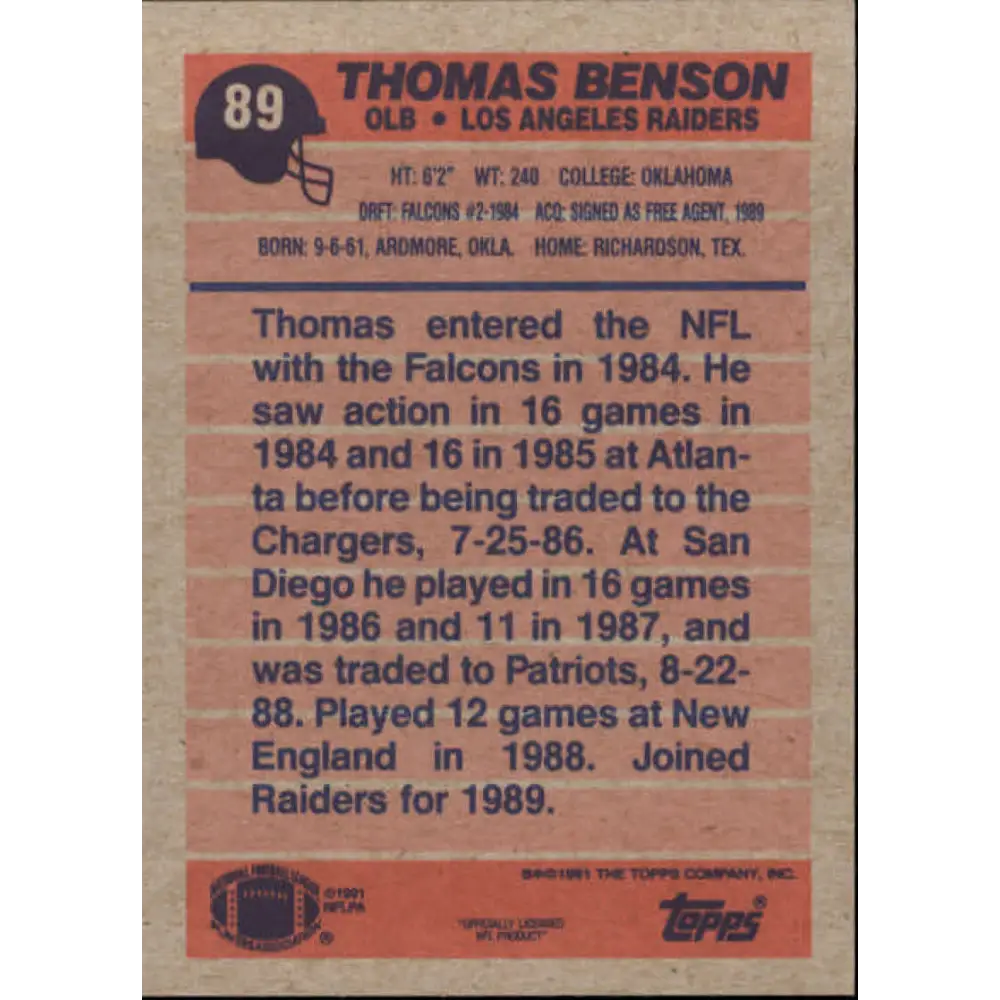 89
THOMAS BENSON
OLB • LOS ANGELES RAIDERS
HT: 6'2" WT: 240 COLLEGE: OKLAHOMA
DRFT: FALCONS #2-1984 ACQ: SIGNED AS FREE AGENT, 1989
BORN: 9-6-61, ARDMORE, OKLA. HOME: RICHARDSON, TEX.
Thomas entered the NFL
with the Falcons in 1984. He
saw action in 16 games in
1984 and 16 in 1985 at Atlan-
ta before being traded to the
Chargers, 7-25-86. At San
Diego he played in 16 games
in 1986 and 11 in 1987, and
was traded to Patriots, 8-22-
88. Played 12 games at New
England in 1988. Joined
Raiders for 1989.
NATIONAL FOOTBALL LEAGUE
PLAYERS ASSOCIATION ®
©1991
NFLPA
"OFFICIALLY LICENSED
NFL PRODUCT"
©1991 THE TOPPS COMPANY, INC.
topps®